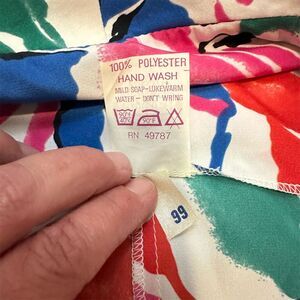 100% POLYESTER
HAND WASH
MILD SOAP-LUKEWARM
WATER - DON'T WRING
RN 49787
99